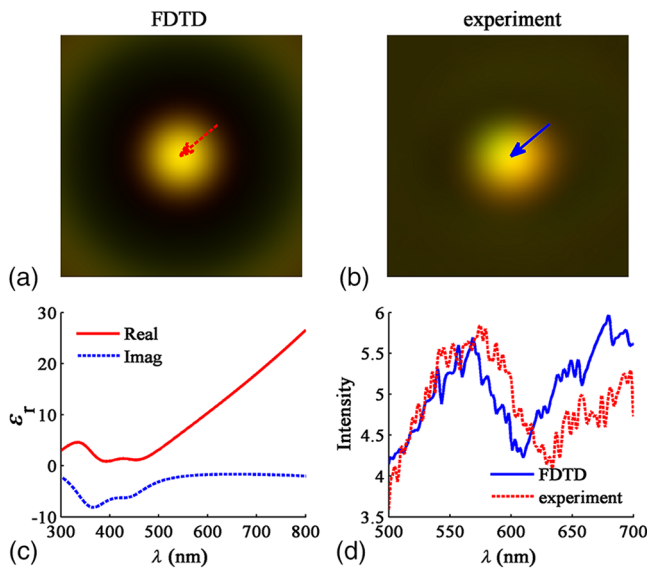 FDTD
experiment
(a)
(b)
30
20
10
0
-10
300
400
500
600
700
800
ε_r
λ (nm)
Real
Imag
(c)
6
5.5
5
4.5
4
3.5
500
550
600
650
700
Intensity
λ (nm)
FDTD
experiment
(d)